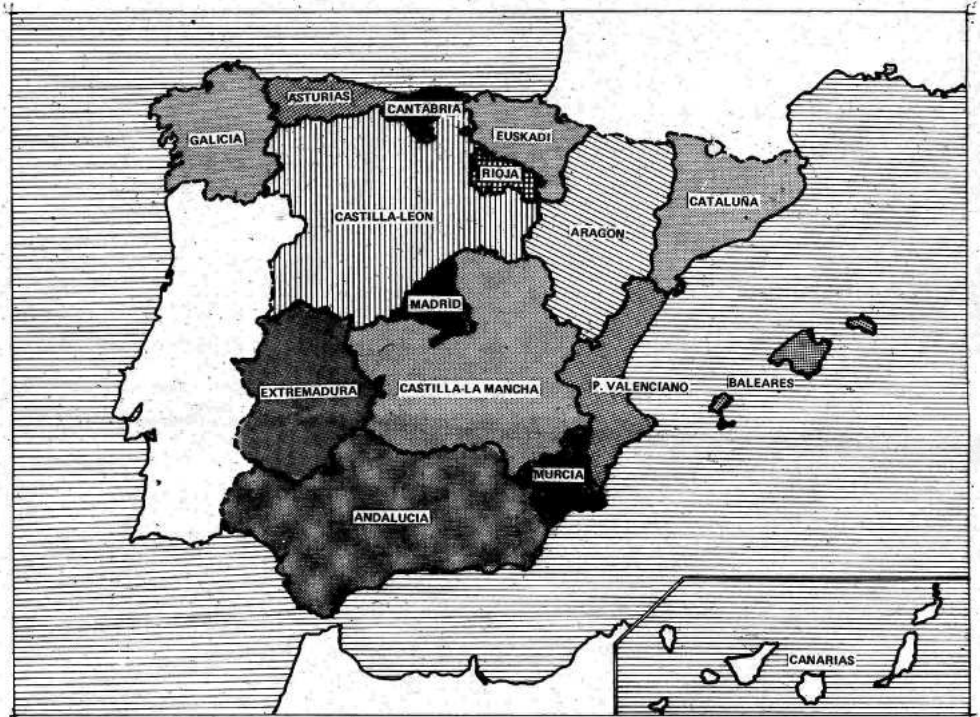 ASTURIAS
CANTABRIA
GALICIA
EUSKADI
RIOJA
CATALUÑA
CASTILLA-LEON
ARAGON
MADRID
EXTREMADURA
CASTILLA-LA MANCHA
P. VALENCIANO
BALEARES
MURCIA
ANDALUCIA
CANARIAS